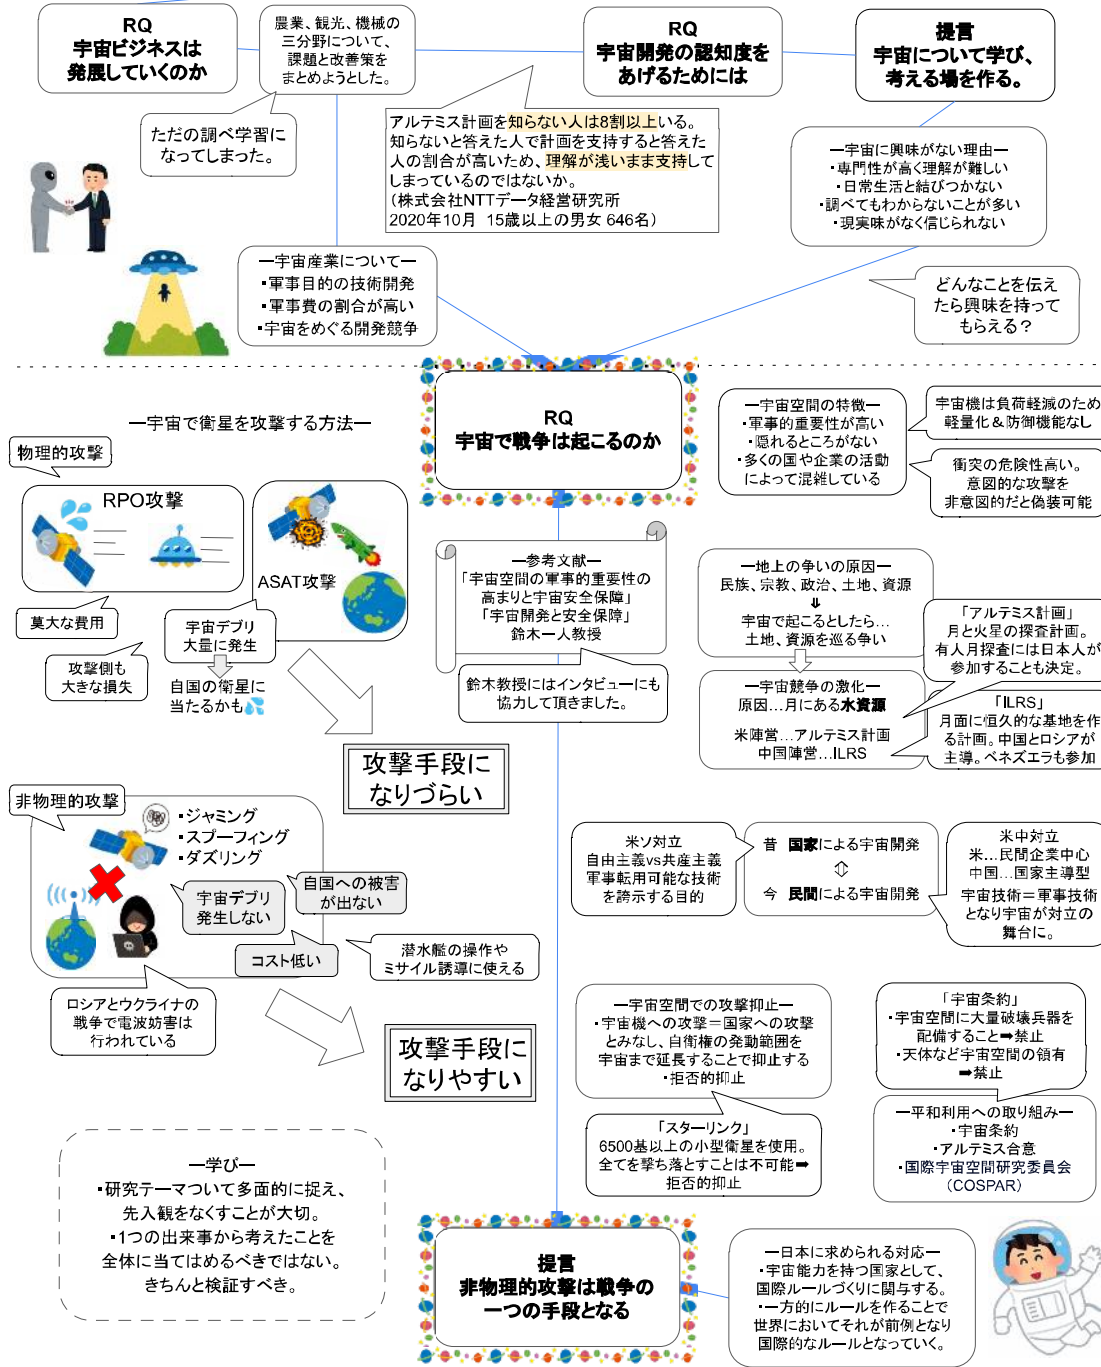 RQ
宇宙ビジネスは
発展していくのか
農業、観光、機械の
三分野について、
課題と改善策を
まとめようとした。
RQ
宇宙開発の認知度を
あげるためには
提言
宇宙について学び、
考える場を作る。
ただの調べ学習に
なってしまった。
アルテミス計画を知らない人は8割以上いる。
知らないと答えた人で計画を支持すると答えた
人の割合が高いため、理解が浅いまま支持して
しまっているのではないか。
(株式会社NTTデータ経営研究所
2020年10月 15歳以上の男女 646名)
―宇宙に興味がない理由―
・専門性が高く理解が難しい
・日常生活と結びつかない
・調べてもわからないことが多い
・現実味がなく信じられない
―宇宙産業について―
・軍事目的の技術開発
・軍事費の割合が高い
・宇宙をめぐる開発競争
どんなことを伝え
たら興味を持って
もらえる?
RQ
宇宙で戦争は起こるのか
―宇宙空間の特徴―
・軍事的重要性が高い
・隠れるところがない
・多くの国や企業の活動
によって混雑している
宇宙機は負荷軽減のため
軽量化&防御機能なし
衝突の危険性高い。
意図的な攻撃を
非意図的だと偽装可能
―宇宙で衛星を攻撃する方法―
物理的攻撃
RPO攻撃
ASAT攻撃
莫大な費用
宇宙デブリ
大量に発生
攻撃側も
大きな損失
自国の衛星に
当たるかも💦
―参考文献―
「宇宙空間の軍事的重要性の
高まりと宇宙安全保障」
「宇宙開発と安全保障」
鈴木一人教授
鈴木教授にはインタビューにも
協力して頂きました。
―地上の争いの原因―
民族、宗教、政治、土地、資源
⇓
宇宙で起こるとしたら…
土地、資源を巡る争い
「アルテミス計画」
月と火星の探査計画。
有人月探査には日本人が
参加することも決定。
―宇宙競争の激化―
原因…月にある水資源
米陣営…アルテミス計画
中国陣営…ILRS
「ILRS」
月面に恒久的な基地を作
る計画。中国とロシアが
主導。ベネズエラも参加
攻撃手段に
なりづらい
非物理的攻撃
・ジャミング
・スプーフィング
・ダズリング
宇宙デブリ
発生しない
自国への被害
が出ない
コスト低い
潜水艦の操作や
ミサイル誘導に使える
ロシアとウクライナの
戦争で電波妨害は
行われている
攻撃手段に
なりやすい
米ソ対立
自由主義vs共産主義
軍事転用可能な技術
を誇示する目的
昔 国家による宇宙開発
⇕
今 民間による宇宙開発
米中対立
米…民間企業中心
中国…国家主導型
宇宙技術=軍事技術
となり宇宙が対立の
舞台に。
―宇宙空間での攻撃抑止―
・宇宙機への攻撃=国家への攻撃
とみなし、自衛権の発動範囲を
宇宙まで延長することで抑止する
・拒否的抑止
「スターリンク」
6500基以上の小型衛星を使用。
全てを撃ち落とすことは不可能➡
拒否的抑止
「宇宙条約」
・宇宙空間に大量破壊兵器を
配備すること➡禁止
・天体など宇宙空間の領有
➡禁止
―平和利用への取り組み―
・宇宙条約
・アルテミス合意
・国際宇宙空間研究委員会
(COSPAR)
―学び―
・研究テーマついて多面的に捉え、
先入観をなくすことが大切。
・1つの出来事から考えたことを
全体に当てはめるべきではない。
きちんと検証すべき。
提言
非物理的攻撃は戦争の
一つの手段となる
―日本に求められる対応―
・宇宙能力を持つ国家として、
国際ルールづくりに関与する。
・一方的にルールを作ることで
世界においてそれが前例となり
国際的なルールとなっていく。